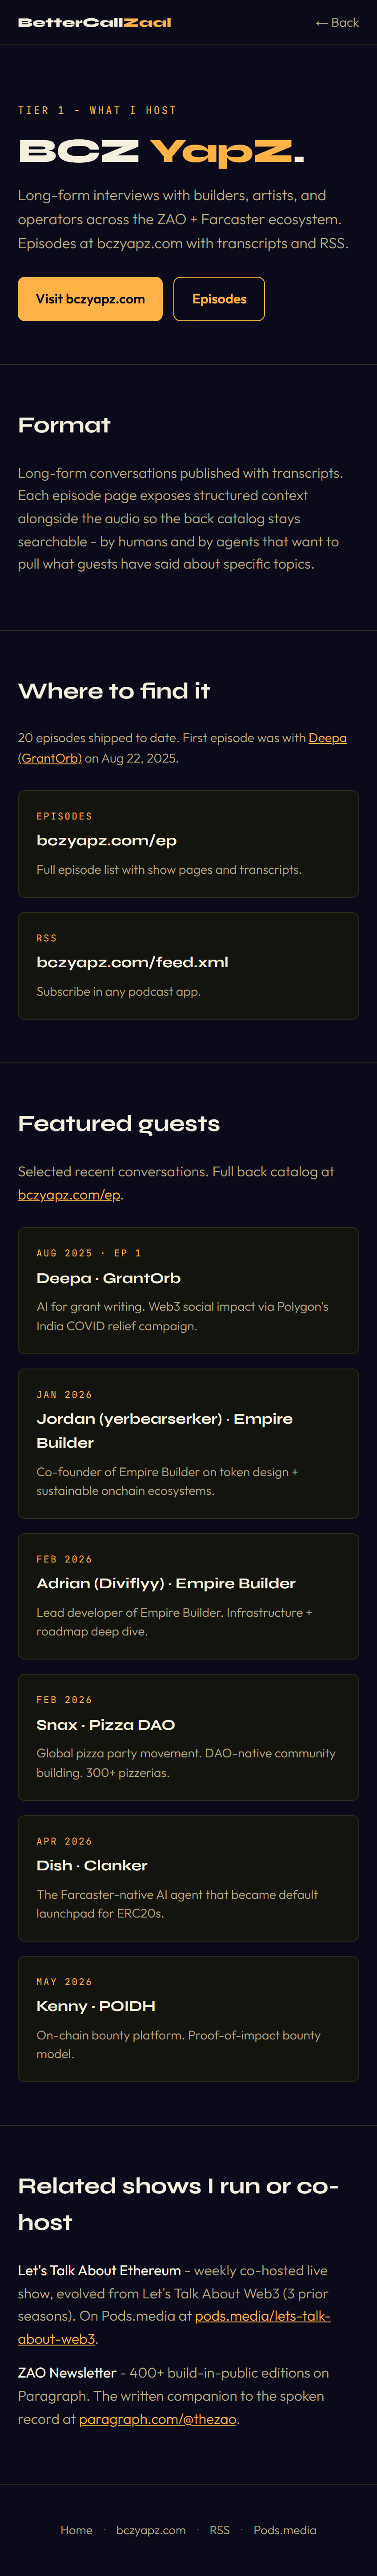 BetterCallZaal
← Back
TIER 1 - WHAT I HOST
BCZ YapZ.
Long-form interviews with builders, artists, and
operators across the ZAO + Farcaster ecosystem.
Episodes at bczyapz.com with transcripts and RSS.
Visit bczyapz.com
Episodes
Format
Long-form conversations published with transcripts.
Each episode page exposes structured context
alongside the audio so the back catalog stays
searchable - by humans and by agents that want to
pull what guests have said about specific topics.
Where to find it
20 episodes shipped to date. First episode was with Deepa
(GrantOrb) on Aug 22, 2025.
EPISODES
bczyapz.com/ep
Full episode list with show pages and transcripts.
RSS
bczyapz.com/feed.xml
Subscribe in any podcast app.
Featured guests
Selected recent conversations. Full back catalog at
bczyapz.com/ep.
AUG 2025 · EP 1
Deepa · GrantOrb
AI for grant writing. Web3 social impact via Polygon's
India COVID relief campaign.
JAN 2026
Jordan (yerbearserker) · Empire
Builder
Co-founder of Empire Builder on token design +
sustainable onchain ecosystems.
FEB 2026
Adrian (Diviflyy) · Empire Builder
Lead developer of Empire Builder. Infrastructure +
roadmap deep dive.
FEB 2026
Snax · Pizza DAO
Global pizza party movement. DAO-native community
building. 300+ pizzerias.
APR 2026
Dish · Clanker
The Farcaster-native AI agent that became default
launchpad for ERC20s.
MAY 2026
Kenny · POIDH
On-chain bounty platform. Proof-of-impact bounty
model.
Related shows I run or co-
host
Let's Talk About Ethereum - weekly co-hosted live
show, evolved from Let's Talk About Web3 (3 prior
seasons). On Pods.media at pods.media/lets-talk-
about-web3.
ZAO Newsletter - 400+ build-in-public editions on
Paragraph. The written companion to the spoken
record at paragraph.com/@thezao.
Home · bczyapz.com · RSS · Pods.media